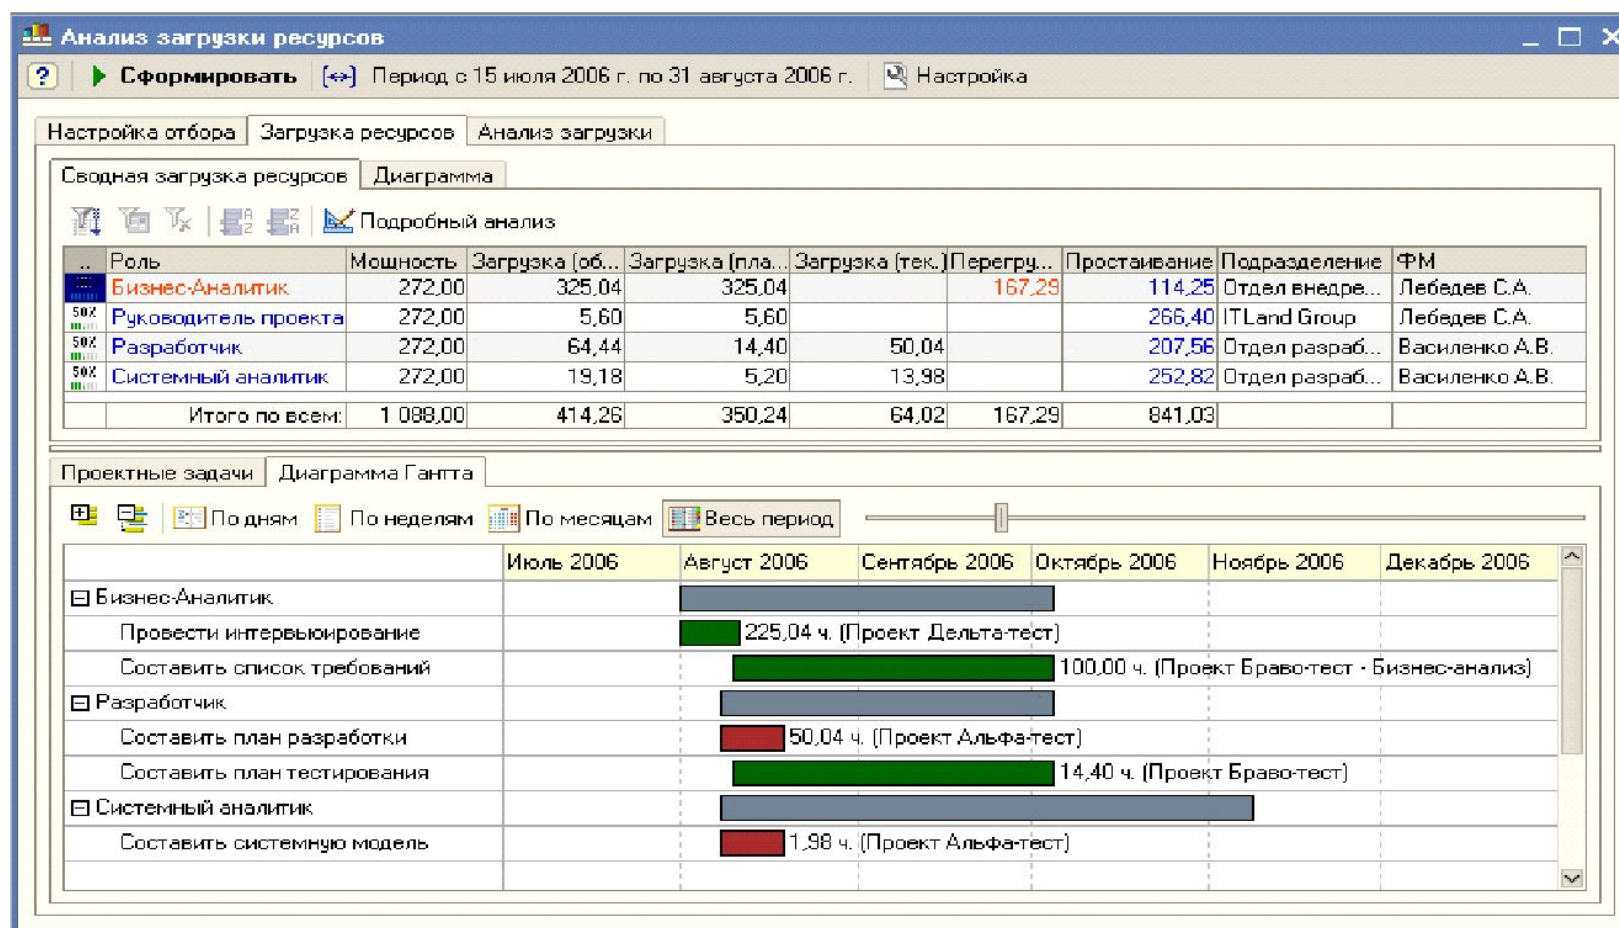 Анализ загрузки ресурсов
? Сформировать Период с 15 июля 2006 г. по 31 августа 2006 г. Настройка
Настройка отбора Загрузка ресурсов Анализ загрузки
Сводная загрузка ресурсов Диаграмма
Подробный анализ
.. Роль Мощность Загрузка (об... Загрузка (пла... Загрузка (тек.) Перегру... Простаивание Подразделение ФМ
Бизнес-Аналитик 272,00 325,04 325,04 167,29 114,25 Отдел внедре... Лебедев С.А.
50% Руководитель проекта 272,00 5,60 5,60 266,40 ITLand Group Лебедев С.А.
50% Разработчик 272,00 64,44 14,40 50,04 207,56 Отдел разраб... Василенко А.В.
50% Системный аналитик 272,00 19,18 5,20 13,98 252,82 Отдел разраб... Василенко А.В.
Итого по всем: 1 088,00 414,26 350,24 64,02 167,29 841,03
Проектные задачи Диаграмма Гантта
По дням По неделям По месяцам Весь период
Июль 2006 Август 2006 Сентябрь 2006 Октябрь 2006 Ноябрь 2006 Декабрь 2006
Бизнес-Аналитик
Провести интервьюирование 225,04 ч. (Проект Дельта-тест)
Составить список требований 100,00 ч. (Проект Браво-тест - Бизнес-анализ)
Разработчик
Составить план разработки 50,04 ч. (Проект Альфа-тест)
Составить план тестирования 14,40 ч. (Проект Браво-тест)
Системный аналитик
Составить системную модель 1,98 ч. (Проект Альфа-тест)